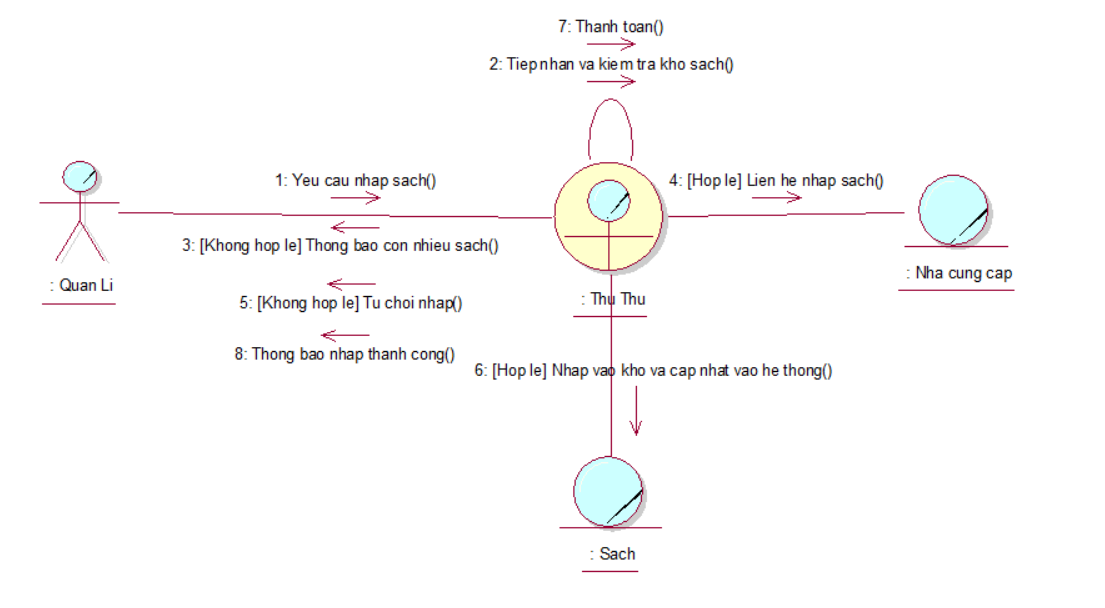 7: Thanh toan()
2: Tiep nhan va kiem tra kho sach()
1: Yeu cau nhap sach()
4: [Hop le] Lien he nhap sach()
3: [Khong hop le] Thong bao con nhieu sach()
: Quan Li
: Nha cung cap
5: [Khong hop le] Tu choi nhap()
: Thu Thu
8: Thong bao nhap thanh cong()
6: [Hop le] Nhap vao kho va cap nhat vao he thong()
: Sach